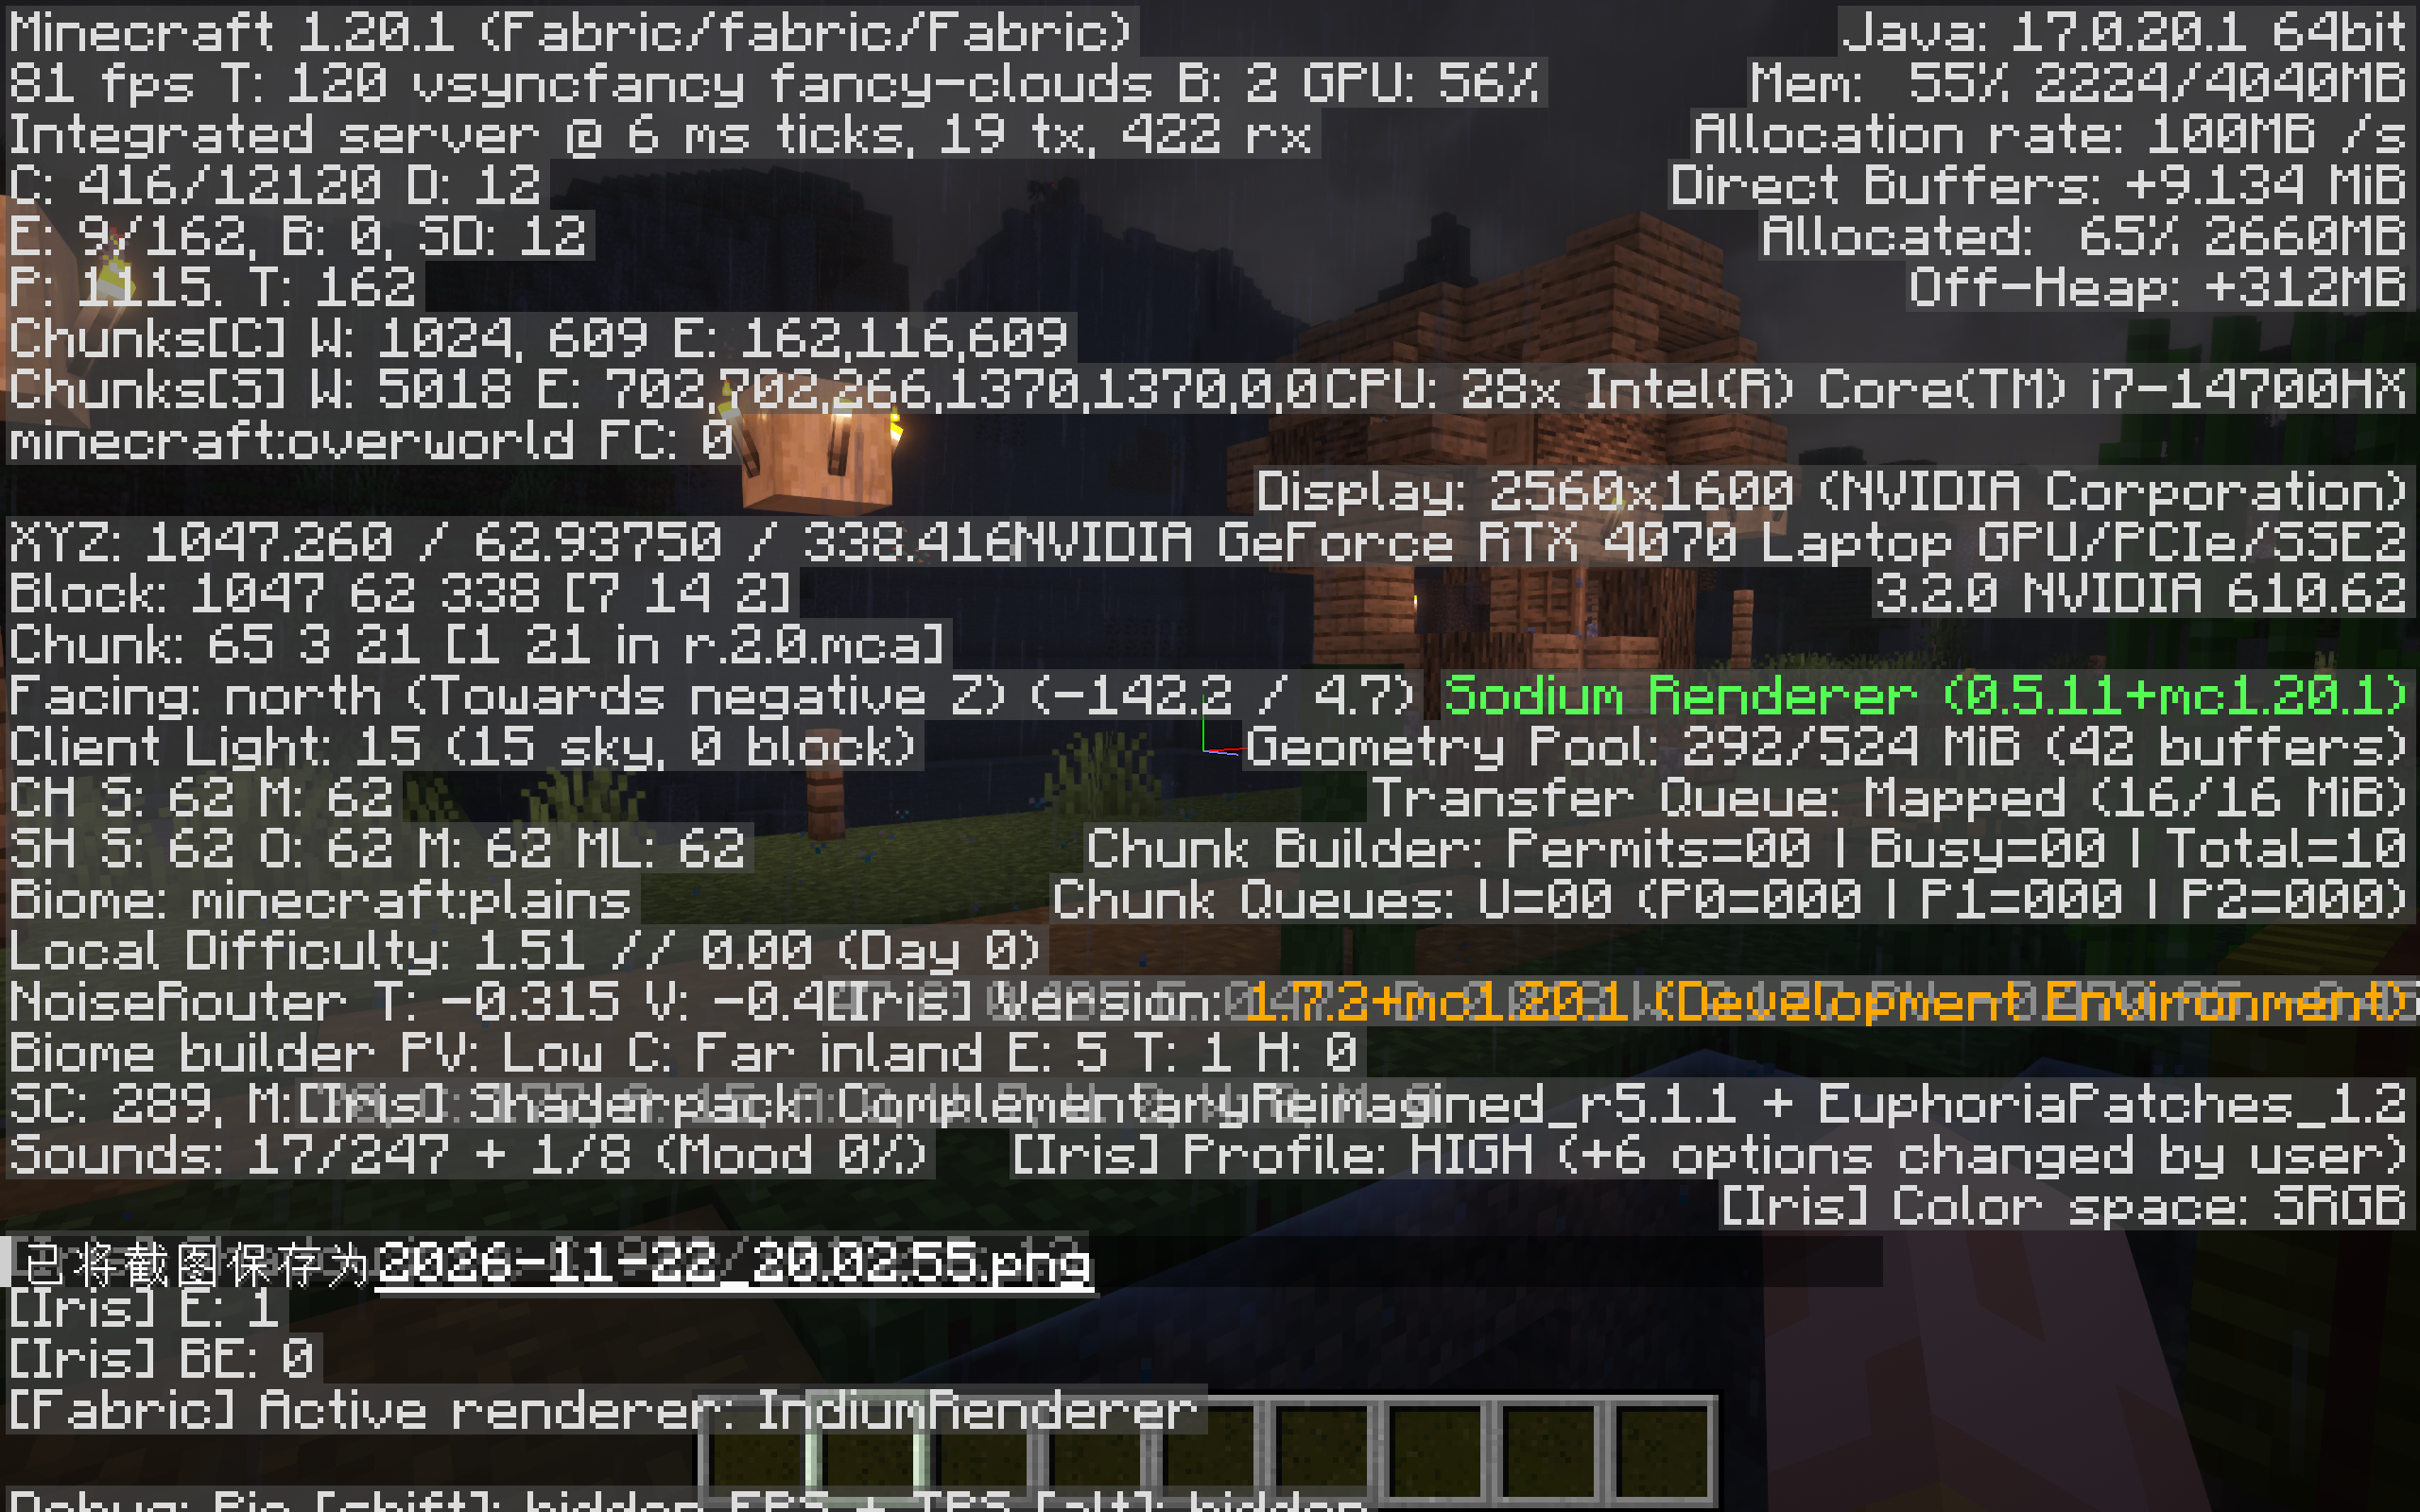 Minecraft 1.20.1 (Fabric/fabric/Fabric)
81 fps T: 120 vsyncfancy fancy-clouds B: 2 GPU: 56%
Integrated server @ 6 ms ticks, 19 tx, 422 rx
C: 416/12120 D: 12
E: 9/162, B: 0, SD: 12
P: 1115. T: 162
Chunks[C] W: 1024, 609 E: 162,116,609
Chunks[S] W: 5018 E: 702,702,266,1370,1370,0,0
minecraft:overworld FC: 0
XYZ: 1047.260 / 62.93750 / 338.416
Block: 1047 62 338 [7 14 2]
Chunk: 65 3 21 [1 21 in r.2.0.mca]
Facing: north (Towards negative Z) (-142.2 / 4.7)
Client Light: 15 (15 sky, 0 block)
CH S: 62 M: 62
SH S: 62 O: 62 M: 62 ML: 62
Biome: minecraft:plains
Local Difficulty: 1.51 // 0.00 (Day 0)
NoiseRouter T: -0.315 V:
Biome builder PV: Low C: Far inland E: 5 T: 1 H: 0
SC: 289, M:
Sounds: 17/247 + 1/8 (Mood 0%)
已将截图保存为2026-11-22_20.02.55.png
[Iris] E: 1
[Iris] BE: 0
[Fabric] Active renderer: IndiumRenderer
Debug: Pie [shift]: hidden FPS + TPS [alt]: hidden
Java: 17.0.20.1 64bit
Mem: 55% 2224/4040MB
Allocation rate: 100MB /s
Direct Buffers: +9.134 MiB
Allocated: 65% 2660MB
Off-Heap: +312MB
CPU: 28x Intel(R) Core(TM) i7-14700HX
Display: 2560x1600 (NVIDIA Corporation)
NVIDIA GeForce RTX 4070 Laptop GPU/PCIe/SSE2
3.2.0 NVIDIA 610.62
Sodium Renderer (0.5.11+mc1.20.1)
Geometry Pool: 292/524 MiB (42 buffers)
Transfer Queue: Mapped (16/16 MiB)
Chunk Builder: Permits=00 | Busy=00 | Total=10
Chunk Queues: U=00 (P0=000 | P1=000 | P2=000)
[Iris] Version: 1.7.2+mc1.20.1 (Development Environment)
[Iris] Shaderpack: ComplementaryReimagined_r5.1.1 + EuphoriaPatches_1.2
[Iris] Profile: HIGH (+6 options changed by user)
[Iris] Color space: SRGB